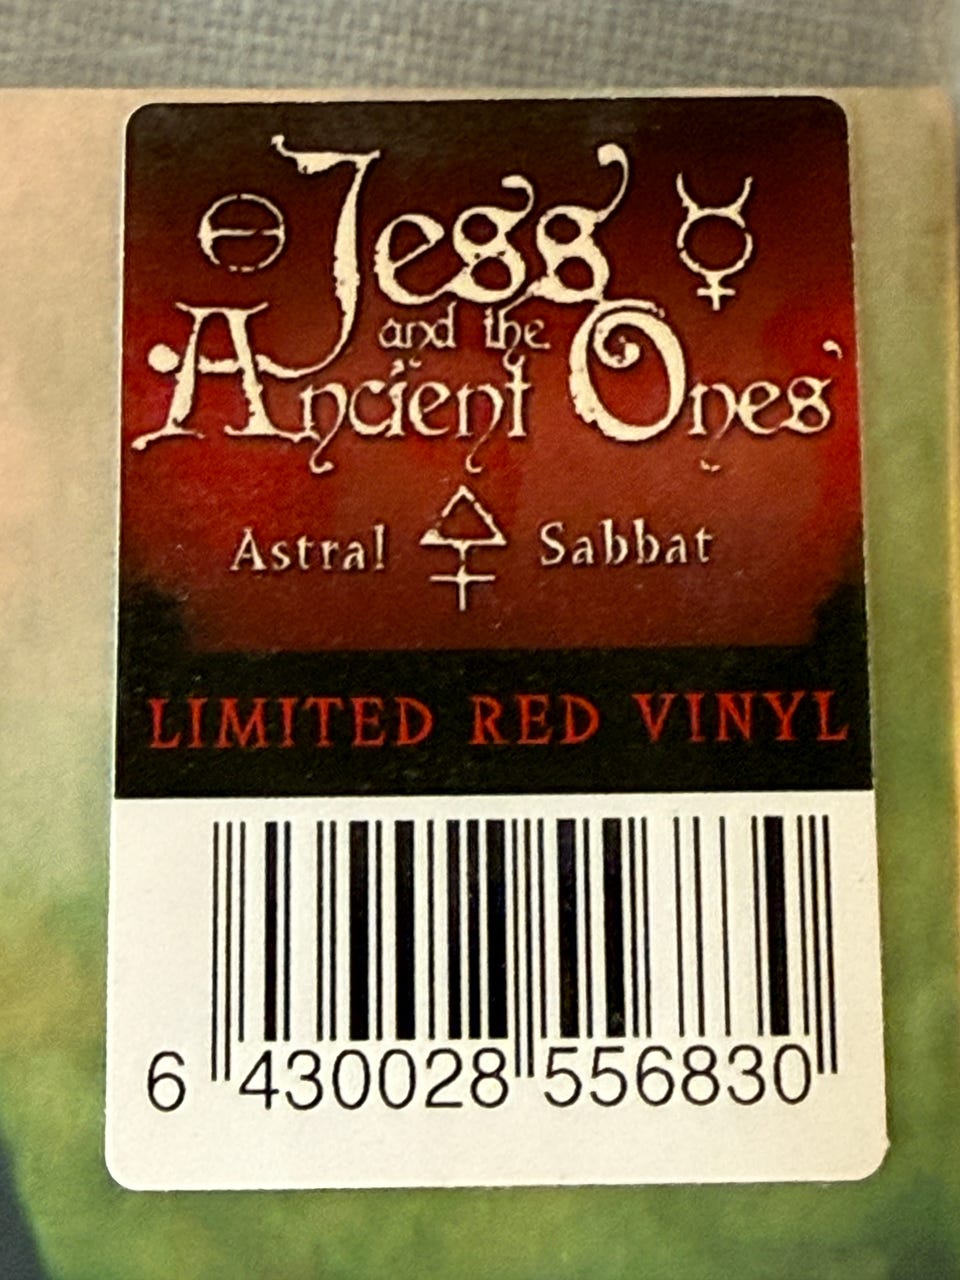 Jess
and the
Ancient Ones
Astral Sabbat
LIMITED RED VINYL
6 430028 556830